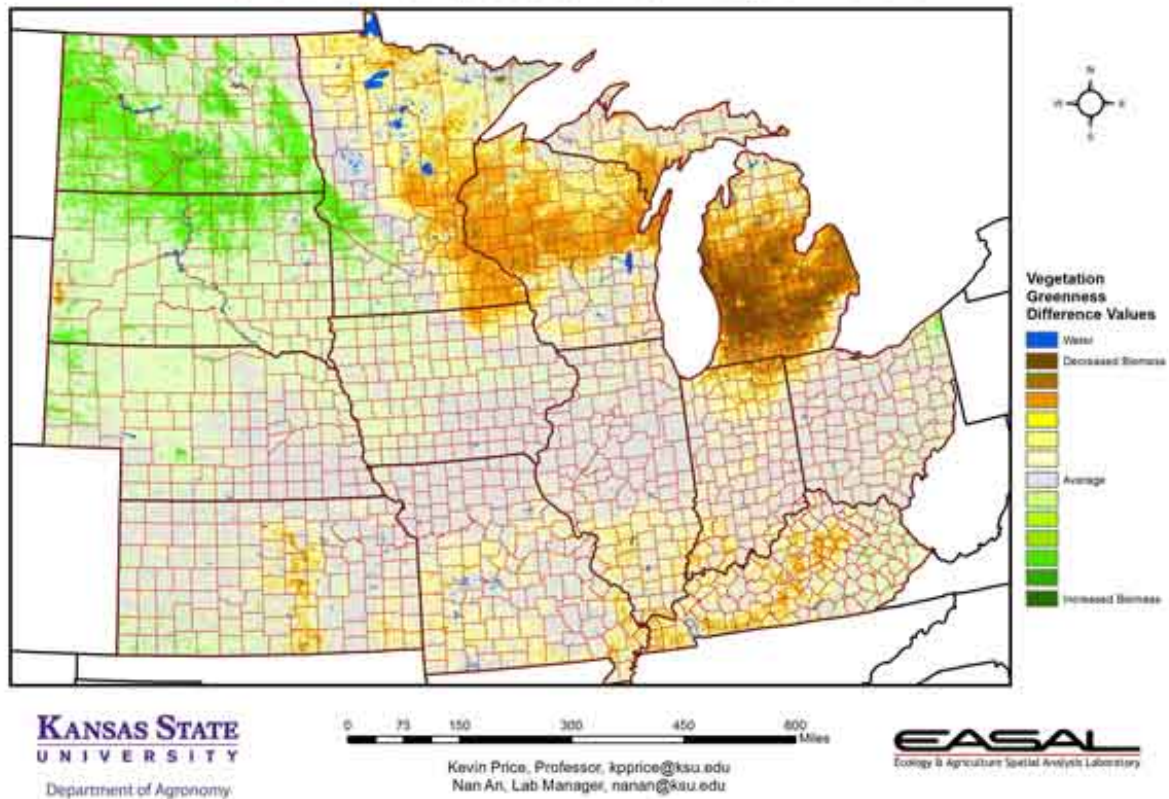 N
W
E
S
Vegetation
Greenness
Difference Values
Water
Decreased Biomass
Average
Increased Biomass
KANSAS STATE
UNIVERSITY
Department of Agronomy
0 75 150 300 450 600
Miles
Kevin Price, Professor, kpprice@ksu.edu
Nan An, Lab Manager, nanan@ksu.edu
EASAL
Ecology & Agriculture Spatial Analysis Laboratory